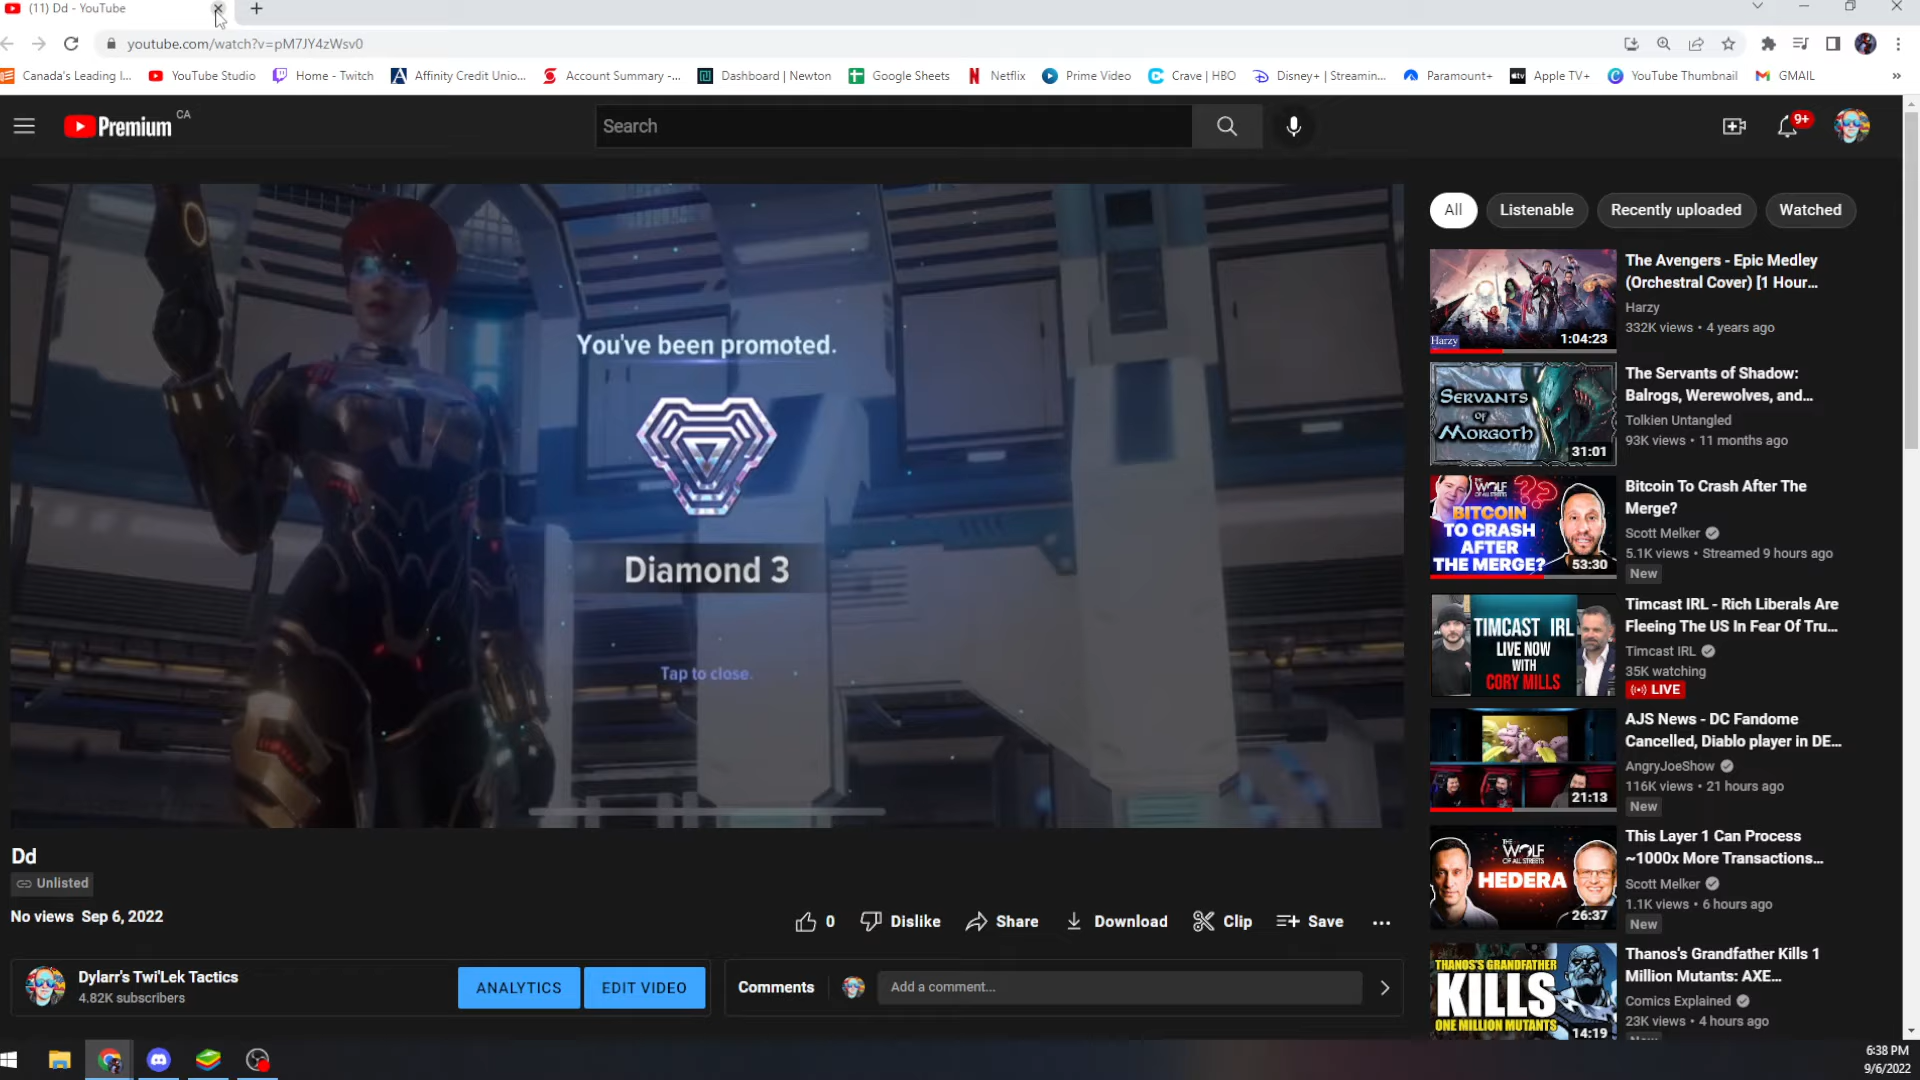 (11) Dd - YouTube
youtube.com/watch?v=pM7JY4zWsv0
Canada's Leading I... YouTube Studio Home - Twitch Affinity Credit Unio... Account Summary -... Dashboard | Newton Google Sheets Netflix Prime Video Crave | HBO Disney+ | Streamin... Paramount+ Apple TV+ YouTube Thumbnail GMAIL
Premium CA
Search
9+
All Listenable Recently uploaded Watched
You've been promoted.
Diamond 3
Tap to close.
Dd
Unlisted
No views Sep 6, 2022
0 Dislike Share Download Clip Save
Dylarr's Twi'Lek Tactics
4.82K subscribers
ANALYTICS EDIT VIDEO
Comments Add a comment...
Harzy
1:04:23
The Avengers - Epic Medley
(Orchestral Cover) [1 Hour...
Harzy
332K views • 4 years ago
SERVANTS
OF
MORGOTH
31:01
The Servants of Shadow:
Balrogs, Werewolves, and...
Tolkien Untangled
93K views • 11 months ago
THE WOLF
OF ALL STREETS
??
BITCOIN
TO CRASH
AFTER
THE MERGE?
53:30
Bitcoin To Crash After The
Merge?
Scott Melker
5.1K views • Streamed 9 hours ago
New
TIMCAST IRL
LIVE NOW
WITH
CORY MILLS
Timcast IRL - Rich Liberals Are
Fleeing The US In Fear Of Tru...
Timcast IRL
35K watching
LIVE
21:13
AJS News - DC Fandome
Cancelled, Diablo player in DE...
AngryJoeShow
116K views • 21 hours ago
New
THE WOLF
OF ALL STREETS
HEDERA
26:37
This Layer 1 Can Process
~1000x More Transactions...
Scott Melker
1.1K views • 6 hours ago
New
THANOS'S GRANDFATHER
KILLS
ONE MILLION MUTANTS
14:19
Thanos's Grandfather Kills 1
Million Mutants: AXE...
Comics Explained
23K views • 4 hours ago
6:38 PM
9/6/2022